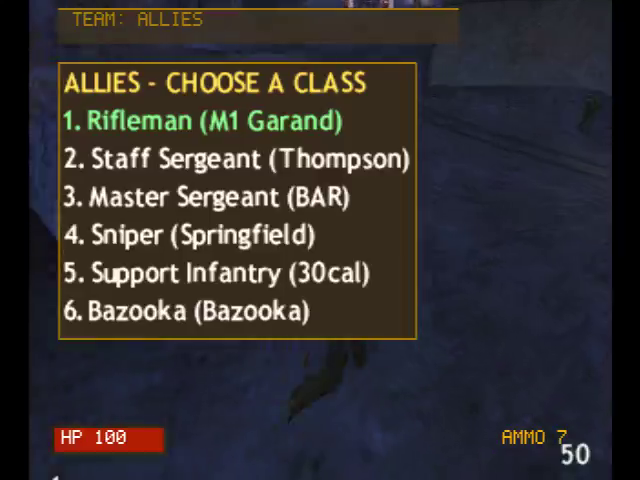 TEAM: ALLIES
ALLIES - CHOOSE A CLASS
1. Rifleman (M1 Garand)
2. Staff Sergeant (Thompson)
3. Master Sergeant (BAR)
4. Sniper (Springfield)
5. Support Infantry (30cal)
6. Bazooka (Bazooka)
HP 100
AMMO 7
50